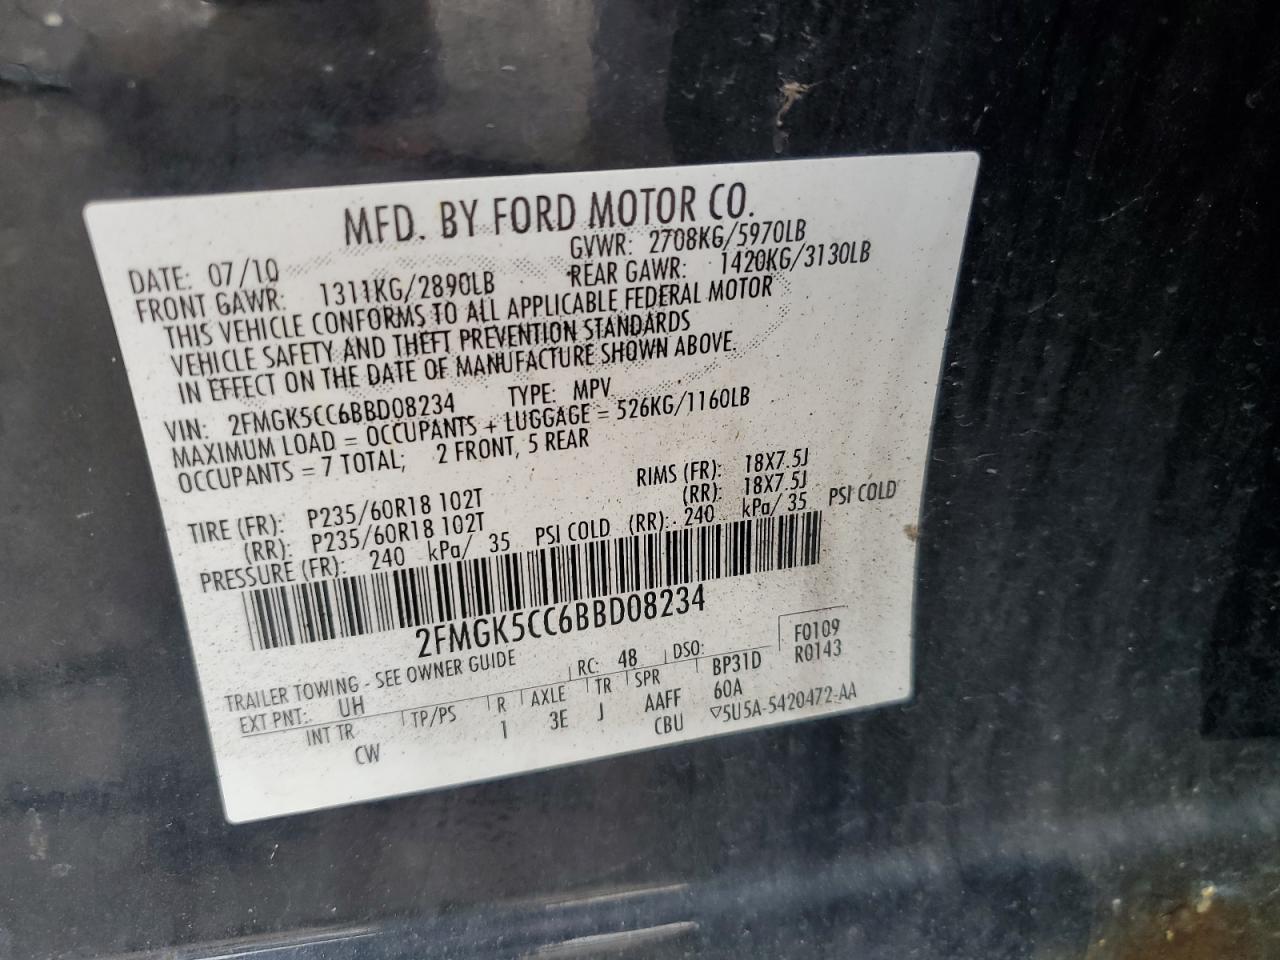 MFD. BY FORD MOTOR CO.
DATE: 07/10 GVWR: 2708KG/5970LB
FRONT GAWR: 1311KG/2890LB REAR GAWR: 1420KG/3130LB
THIS VEHICLE CONFORMS TO ALL APPLICABLE FEDERAL MOTOR
VEHICLE SAFETY AND THEFT PREVENTION STANDARDS
IN EFFECT ON THE DATE OF MANUFACTURE SHOWN ABOVE.
VIN: 2FMGK5CC6BBD08234 TYPE: MPV
MAXIMUM LOAD = OCCUPANTS + LUGGAGE = 526KG/1160LB
OCCUPANTS = 7 TOTAL; 2 FRONT, 5 REAR
TIRE (FR): P235/60R18 102T RIMS (FR): 18X7.5J
(RR): P235/60R18 102T (RR): 18X7.5J
PRESSURE (FR): 240 kPa/ 35 PSI COLD (RR): 240 kPa/ 35 PSI COLD
2FMGK5CC6BBD08234
TRAILER TOWING - SEE OWNER GUIDE F0109
EXT PNT: UH RC: 48 DSO: R0143
INT TR TP/PS R AXLE TR SPR BP31D
CW 1 3E J AAFF 60A
CBU ▽5U5A-5420472-AA